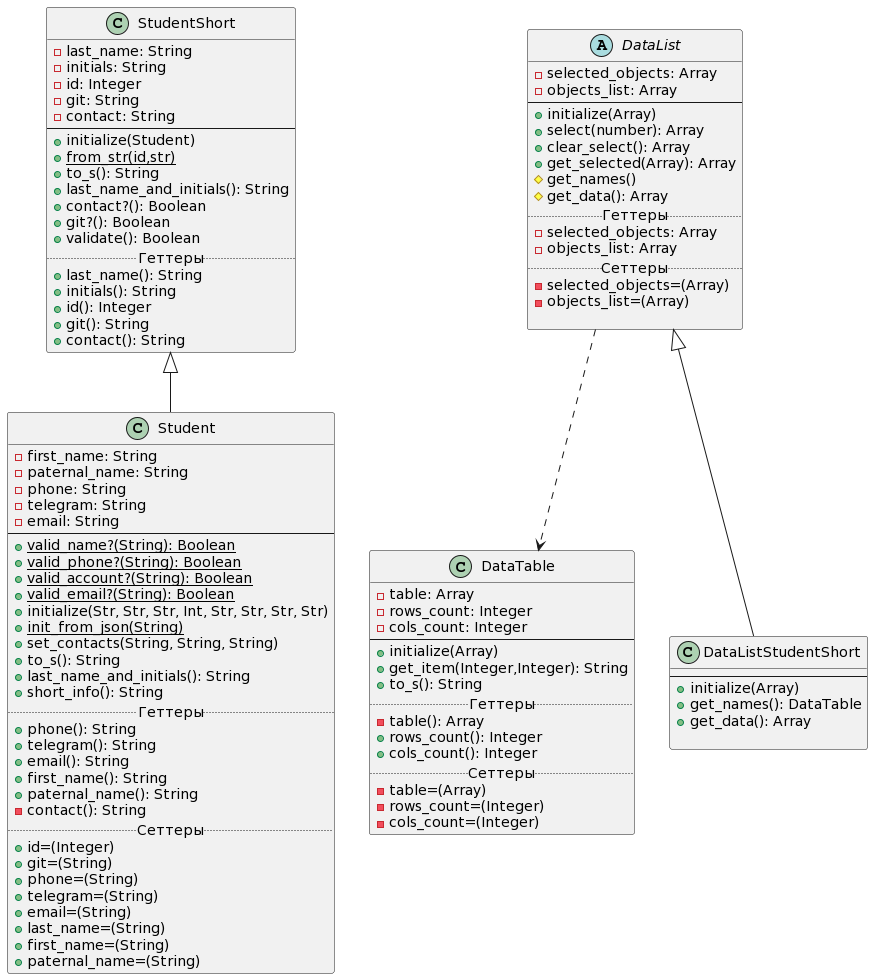 C StudentShort
last_name: String
initials: String
id: Integer
git: String
contact: String
initialize(Student)
from_str(id,str)
to_s(): String
last_name_and_initials(): String
contact?(): Boolean
git?(): Boolean
validate(): Boolean
Геттеры
last_name(): String
initials(): String
id(): Integer
git(): String
contact(): String
A DataList
selected_objects: Array
objects_list: Array
initialize(Array)
select(number): Array
clear_select(): Array
get_selected(Array): Array
get_names()
get_data(): Array
Геттеры
selected_objects: Array
objects_list: Array
Сеттеры
selected_objects=(Array)
objects_list=(Array)
C Student
first_name: String
paternal_name: String
phone: String
telegram: String
email: String
valid_name?(String): Boolean
valid_phone?(String): Boolean
valid_account?(String): Boolean
valid_email?(String): Boolean
initialize(Str, Str, Str, Int, Str, Str, Str, Str)
init_from_json(String)
set_contacts(String, String, String)
to_s(): String
last_name_and_initials(): String
short_info(): String
Геттеры
phone(): String
telegram(): String
email(): String
first_name(): String
paternal_name(): String
contact(): String
Сеттеры
id=(Integer)
git=(String)
phone=(String)
telegram=(String)
email=(String)
last_name=(String)
first_name=(String)
paternal_name=(String)
C DataTable
table: Array
rows_count: Integer
cols_count: Integer
initialize(Array)
get_item(Integer,Integer): String
to_s(): String
Геттеры
table(): Array
rows_count(): Integer
cols_count(): Integer
Сеттеры
table=(Array)
rows_count=(Integer)
cols_count=(Integer)
C DataListStudentShort
initialize(Array)
get_names(): DataTable
get_data(): Array